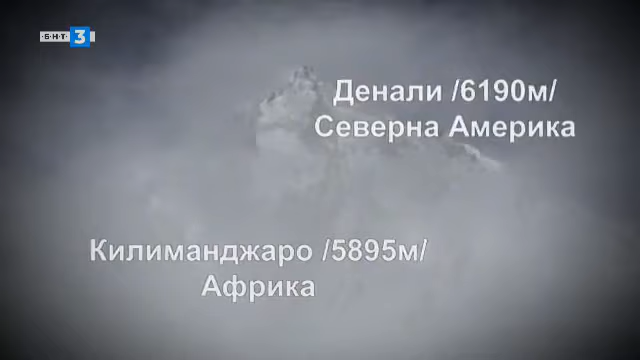 БНТ 3
Денали /6190м/
Северна Америка
Килиманджаро /5895м/
Африка